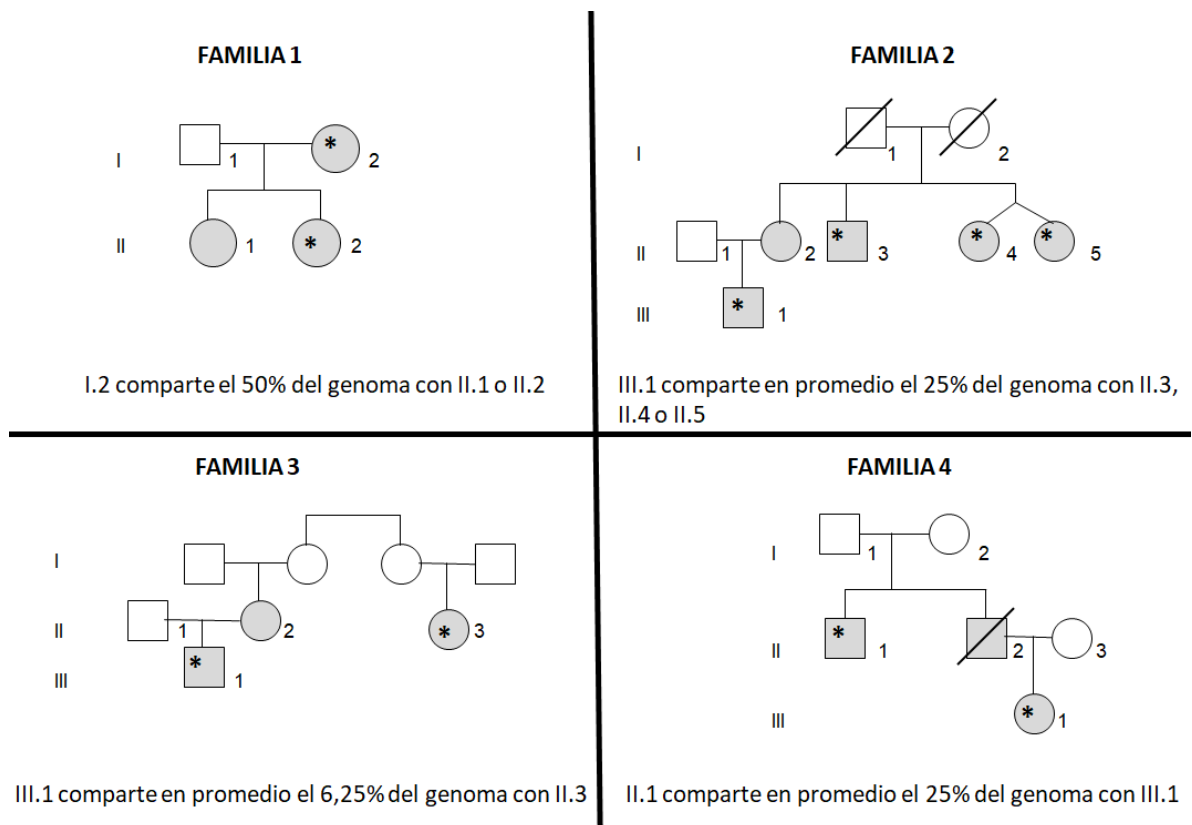 FAMILIA 1
I
1
*
2
II
1
*
2
I.2 comparte el 50% del genoma con II.1 o II.2
FAMILIA 2
I
1
2
II
1
2
*
3
*
4
*
5
III
*
1
III.1 comparte en promedio el 25% del genoma con II.3,
II.4 o II.5
FAMILIA 3
I
II
1
2
*
3
III
*
1
III.1 comparte en promedio el 6,25% del genoma con II.3
FAMILIA 4
I
1
2
II
*
1
2
3
III
*
1
II.1 comparte en promedio el 25% del genoma con III.1